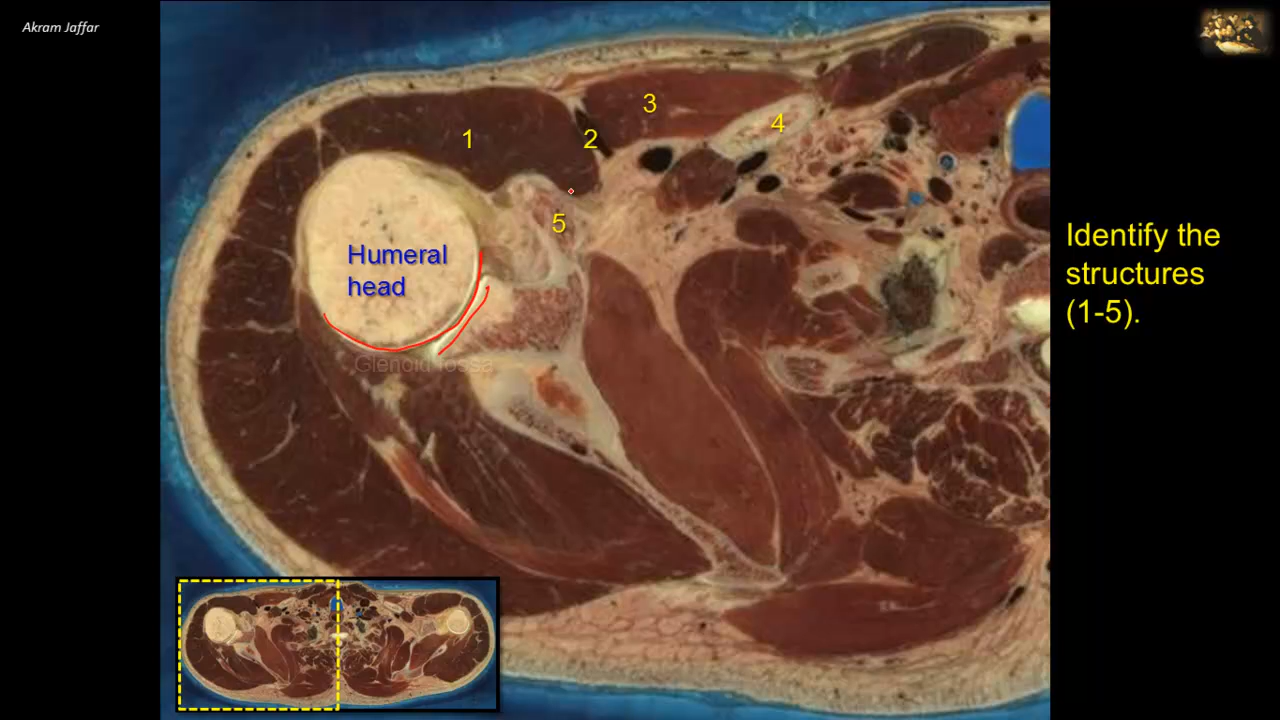 Akram Jaffar
1
2
3
4
5
Humeral
head
Glenoid fossa
Identify the
structures
(1-5).